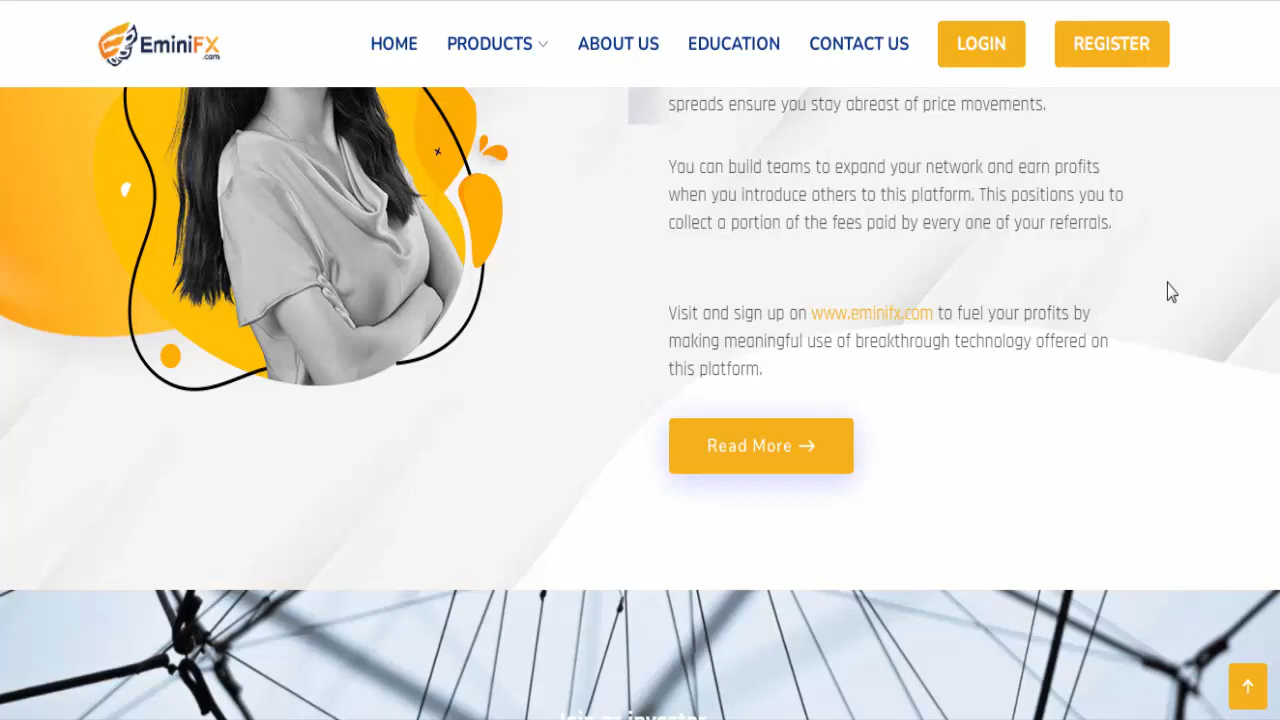 EminiFX
.com
HOME
PRODUCTS
ABOUT US
EDUCATION
CONTACT US
LOGIN
REGISTER
spreads ensure you stay abreast of price movements.
You can build teams to expand your network and earn profits
when you introduce others to this platform. This positions you to
collect a portion of the fees paid by every one of your referrals.
Visit and sign up on www.eminifx.com to fuel your profits by
making meaningful use of breakthrough technology offered on
this platform.
Read More →